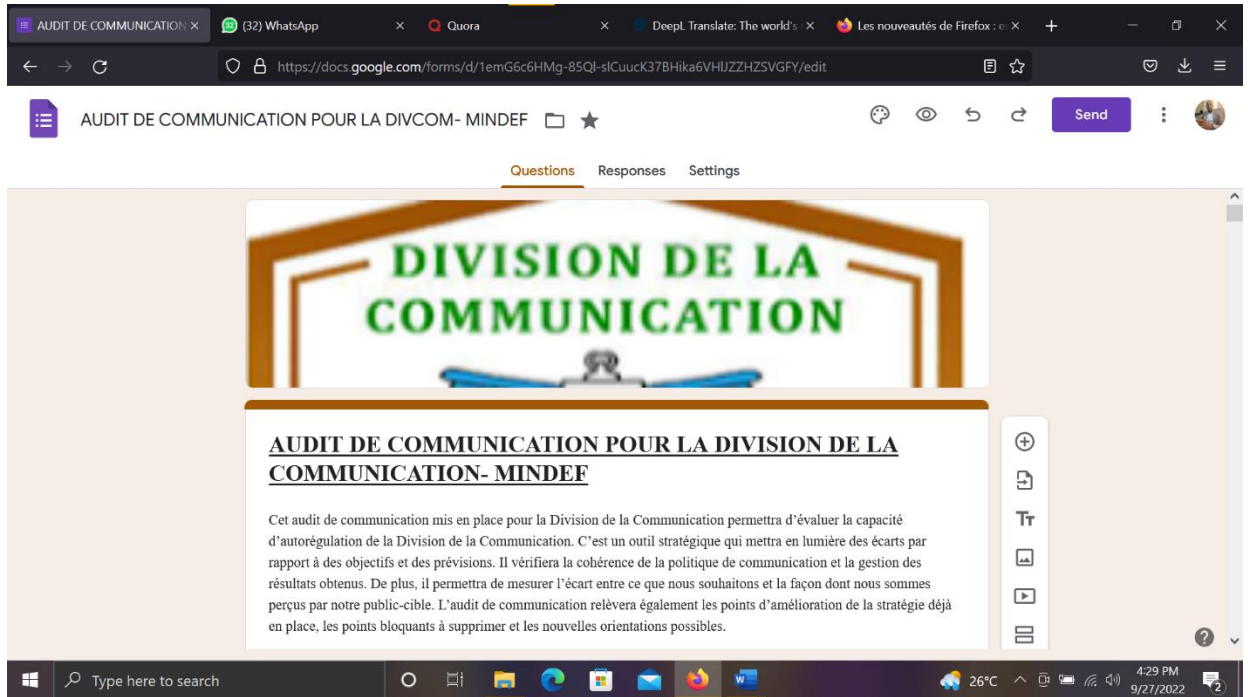 AUDIT DE COMMUNICATION
(32) WhatsApp
Quora
DeepL Translate: The world's
Les nouveautés de Firefox :
https://docs.google.com/forms/d/1emG6c6HMg-85Ql-slCuucK37BHika6VHlJZZHZSVGFY/edit
AUDIT DE COMMUNICATION POUR LA DIVCOM- MINDEF
Send
Questions Responses Settings
DIVISION DE LA
COMMUNICATION
AUDIT DE COMMUNICATION POUR LA DIVISION DE LA
COMMUNICATION- MINDEF
Cet audit de communication mis en place pour la Division de la Communication permettra d’évaluer la capacité
d’autorégulation de la Division de la Communication. C’est un outil stratégique qui mettra en lumière des écarts par
rapport à des objectifs et des prévisions. Il vérifiera la cohérence de la politique de communication et la gestion des
résultats obtenus. De plus, il permettra de mesurer l’écart entre ce que nous souhaitons et la façon dont nous sommes
perçus par notre public-cible. L’audit de communication relèvera également les points d’amélioration de la stratégie déjà
en place, les points bloquants à supprimer et les nouvelles orientations possibles.
Type here to search
26°C
4:29 PM
9/27/2022
2